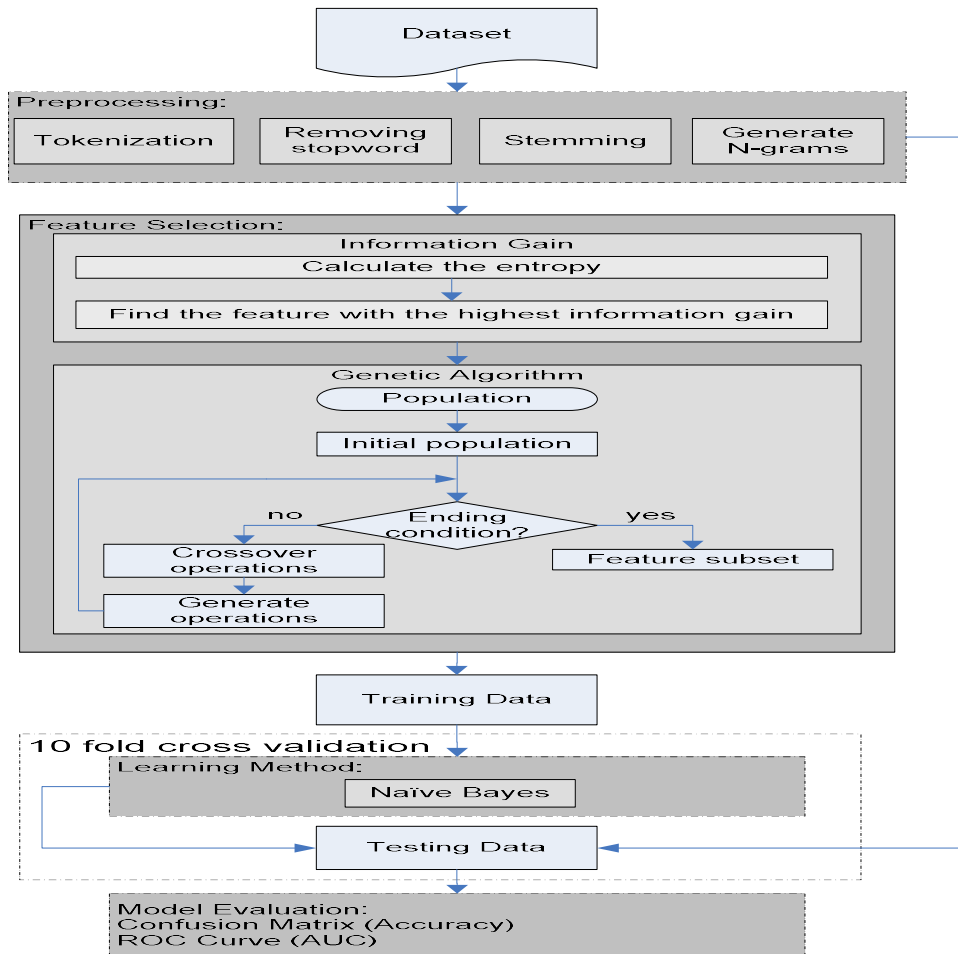 Dataset
Preprocessing:
Tokenization
Removing
stopword
Stemming
Generate
N-grams
Feature Selection:
Information Gain
Calculate the entropy
Find the feature with the highest information gain
Genetic Algorithm
Population
Initial population
no
Ending
condition?
yes
Crossover
operations
Feature subset
Generate
operations
Training Data
10 fold cross validation
Learning Method:
Naïve Bayes
Testing Data
Model Evaluation:
Confusion Matrix (Accuracy)
ROC Curve (AUC)